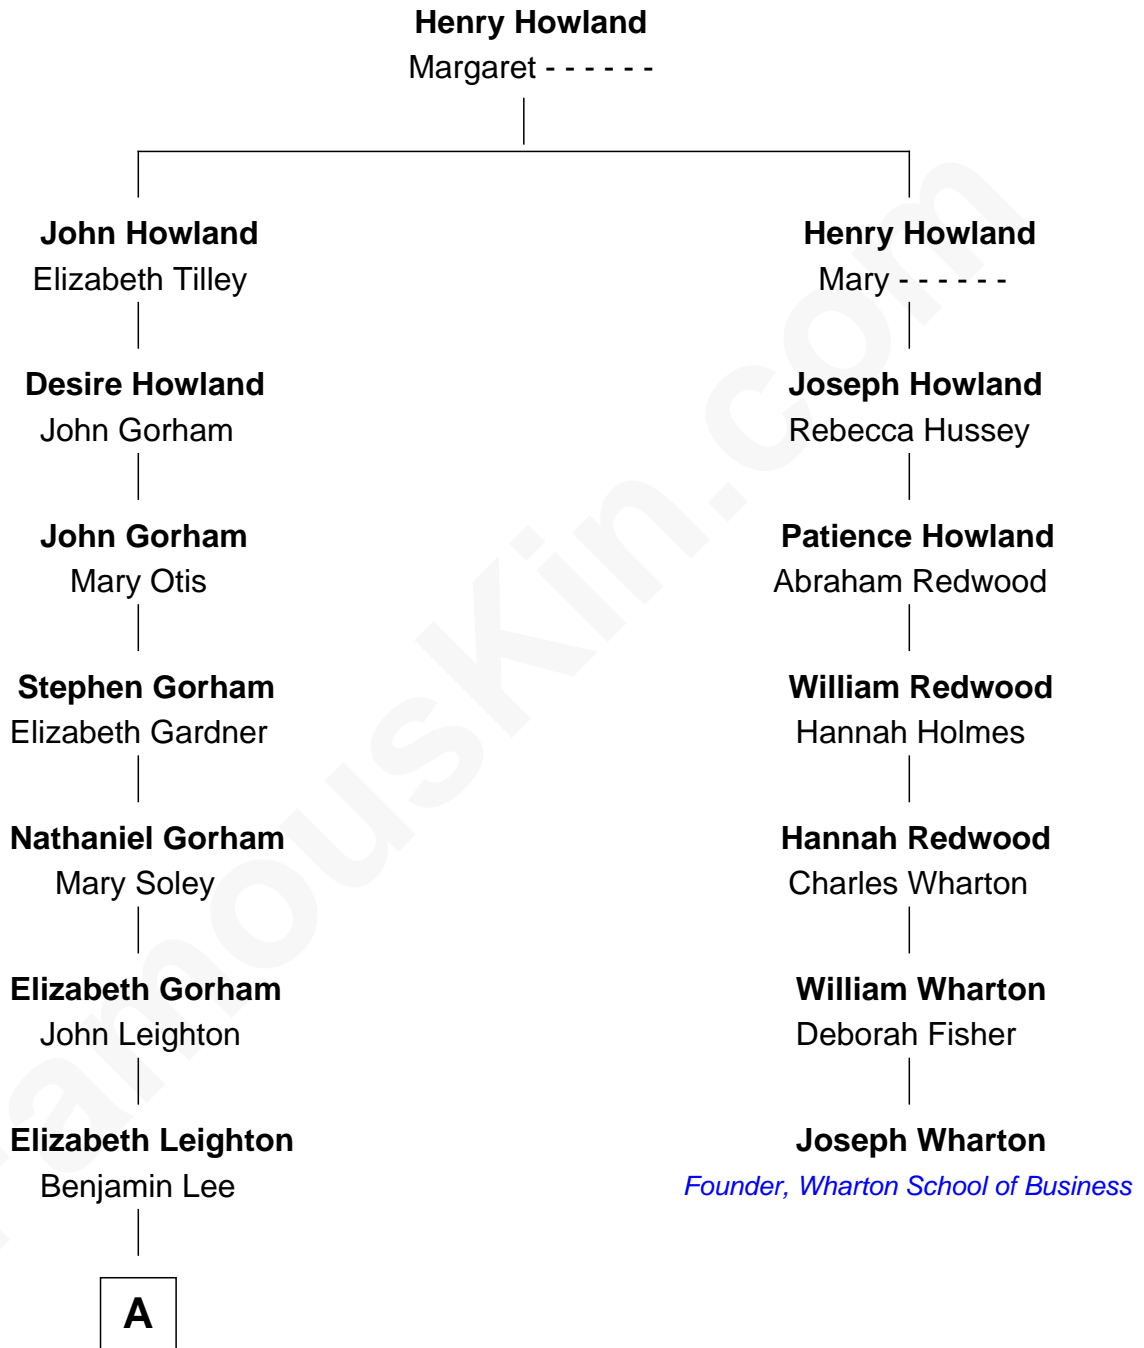 Henry Howland
Margaret - - - - - -
John Howland
Elizabeth Tilley
Desire Howland
John Gorham
John Gorham
Mary Otis
Stephen Gorham
Elizabeth Gardner
Nathaniel Gorham
Mary Soley
Elizabeth Gorham
John Leighton
Elizabeth Leighton
Benjamin Lee
A
Henry Howland
Mary - - - - - -
Joseph Howland
Rebecca Hussey
Patience Howland
Abraham Redwood
William Redwood
Hannah Holmes
Hannah Redwood
Charles Wharton
William Wharton
Deborah Fisher
Joseph Wharton
Founder, Wharton School of Business
FamousKin.com